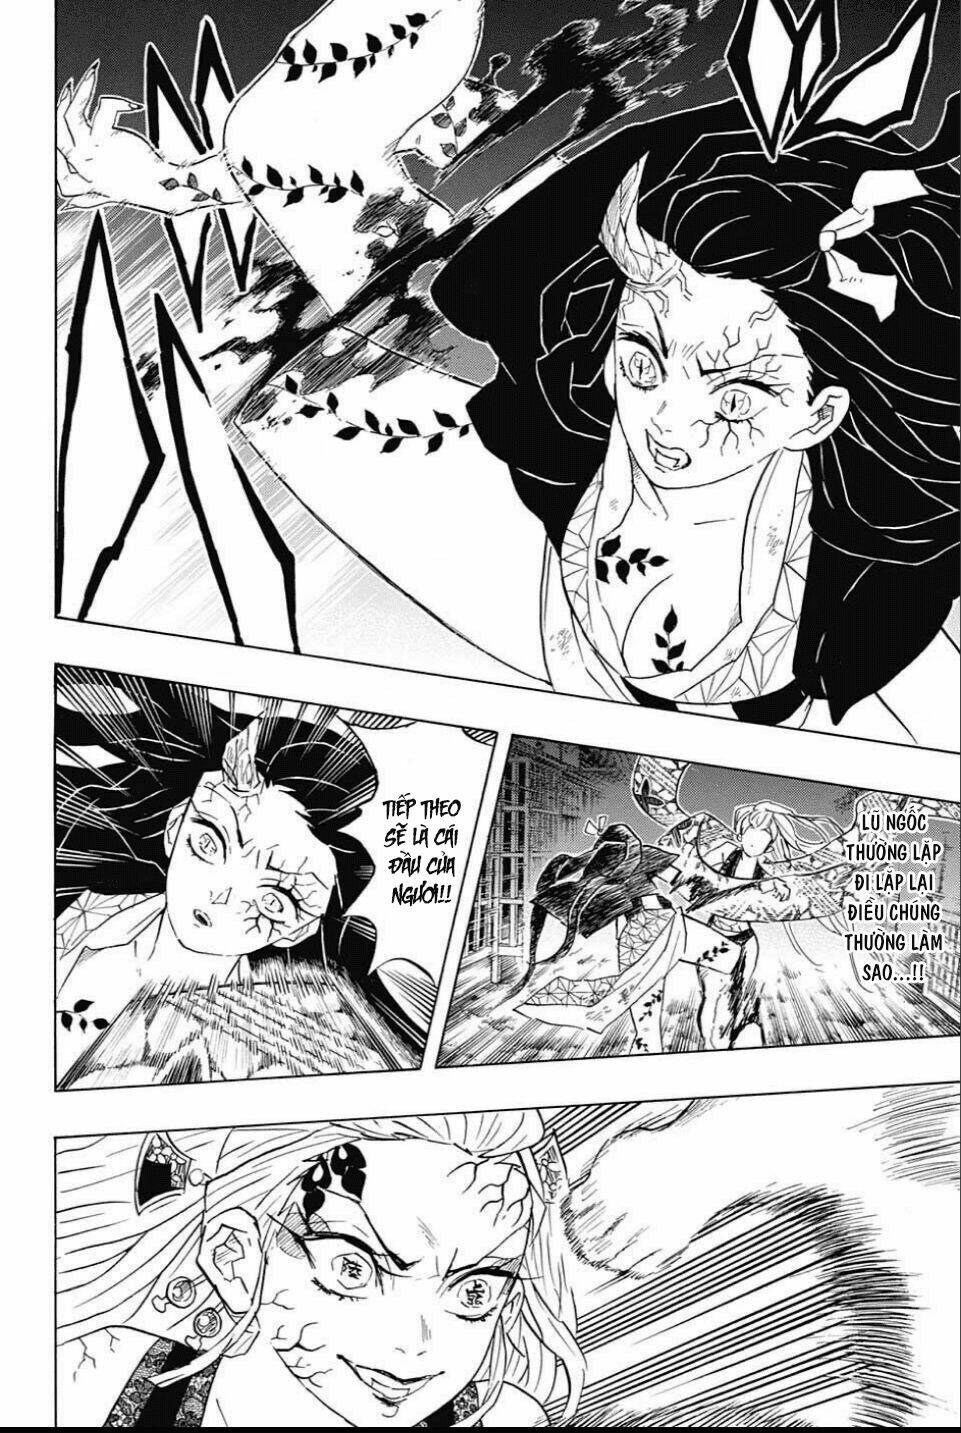 LŨ NGỐC
THƯỜNG LẶP
ĐI LẶP LẠI
ĐIỀU CHÚNG
THƯỜNG LÀM
SAO...!!
TIẾP THEO
SẼ LÀ CÁI
ĐẦU CỦA
NGƯƠI!!